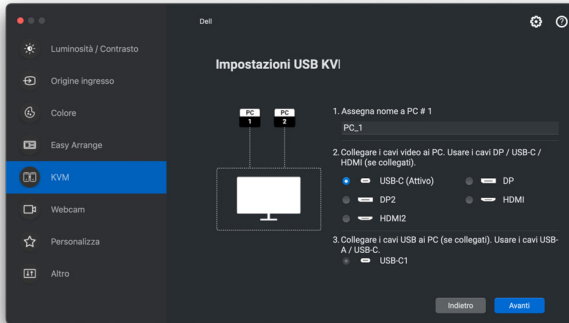 Dell
Luminosità / Contrasto
Origine ingresso
Colore
Easy Arrange
KVM
Webcam
Personalizza
Altro
Impostazioni USB KV
PC
1
PC
2
1. Assegna nome a PC # 1
PC_1
2. Collegare i cavi video ai PC. Usare i cavi DP / USB-C /
HDMI (se collegati).
USB-C (Attivo)
DP
DP2
HDMI
HDMI2
3. Collegare i cavi USB ai PC (se collegati). Usare i cavi USB-
A / USB-C.
USB-C1
Indietro
Avanti